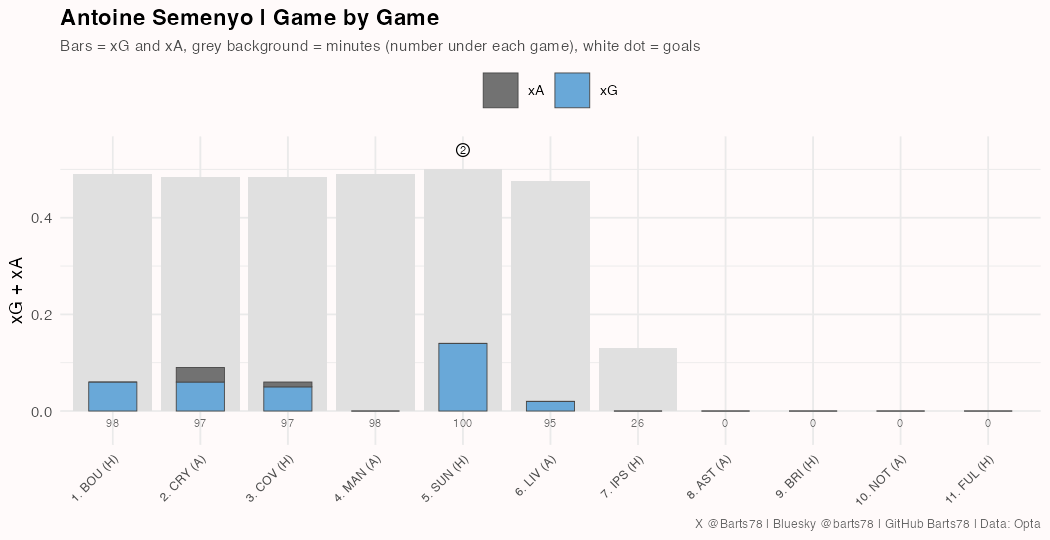 Antoine Semenyo | Game by Game
Bars = xG and xA, grey background = minutes (number under each game), white dot = goals
xA xG
2
xG + xA
0.4
0.2
0.0
98 97 97 98 100 95 26 0 0 0 0
1. BOU (H) 2. CRY (A) 3. COV (H) 4. MAN (A) 5. SUN (H) 6. LIV (A) 7. IPS (H) 8. AST (A) 9. BRI (H) 10. NOT (A) 11. FUL (H)
X @Barts78 | Bluesky @barts78 | GitHub Barts78 | Data: Opta